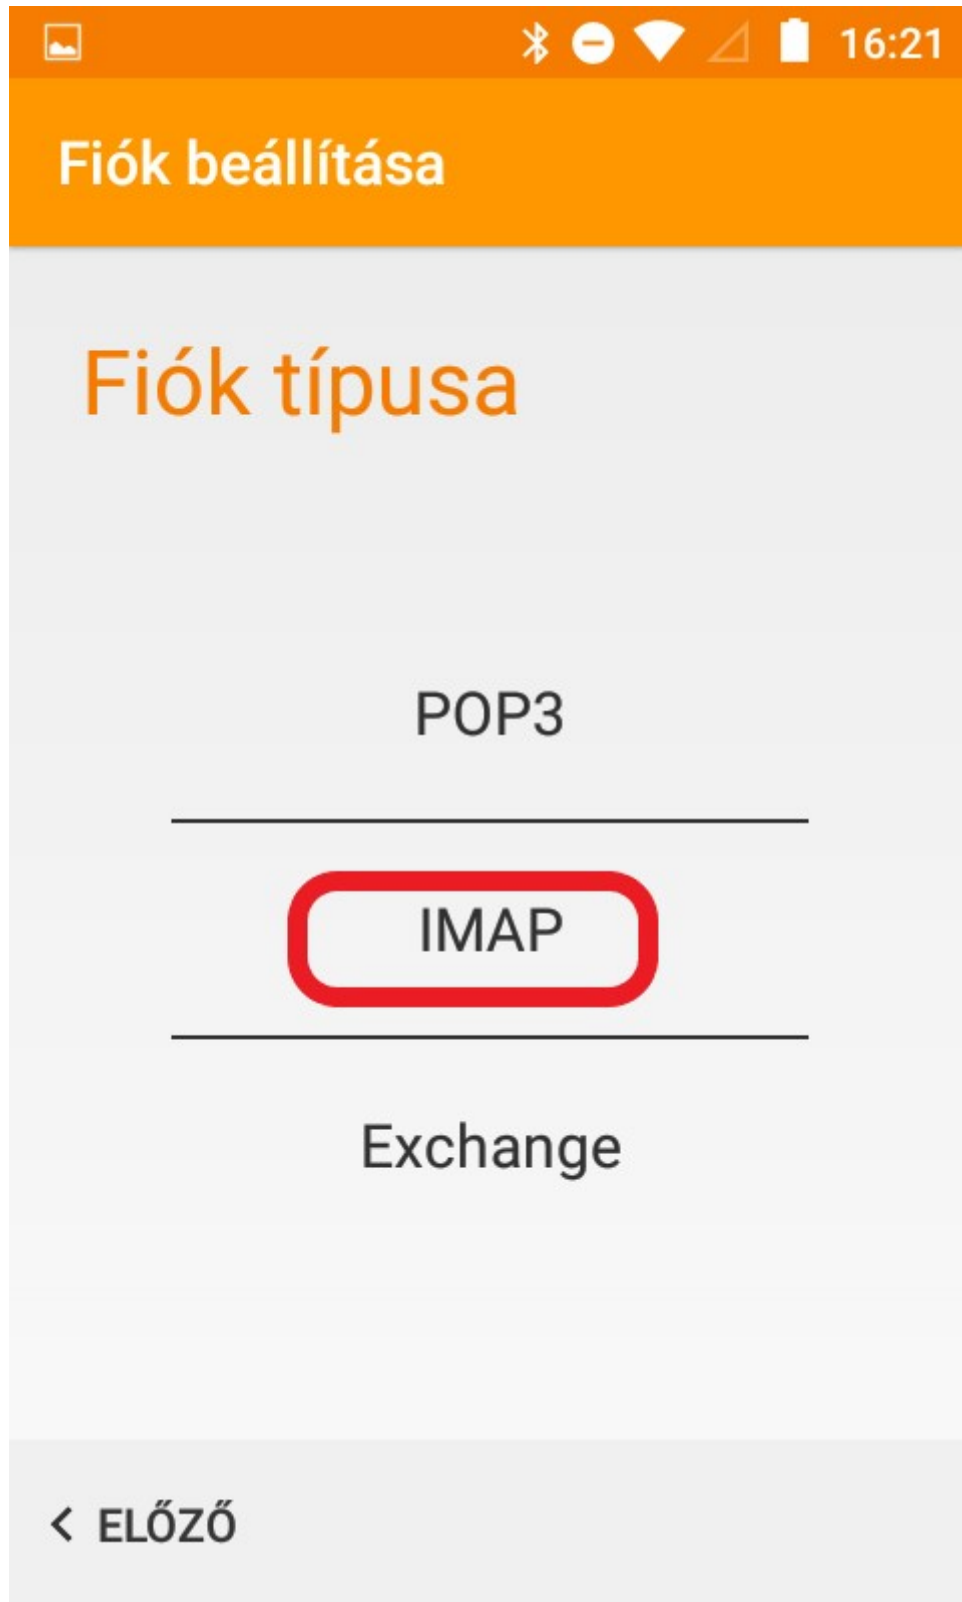 16:21
Fiók beállítása
Fiók típusa
POP3
IMAP
Exchange
< ELŐZŐ